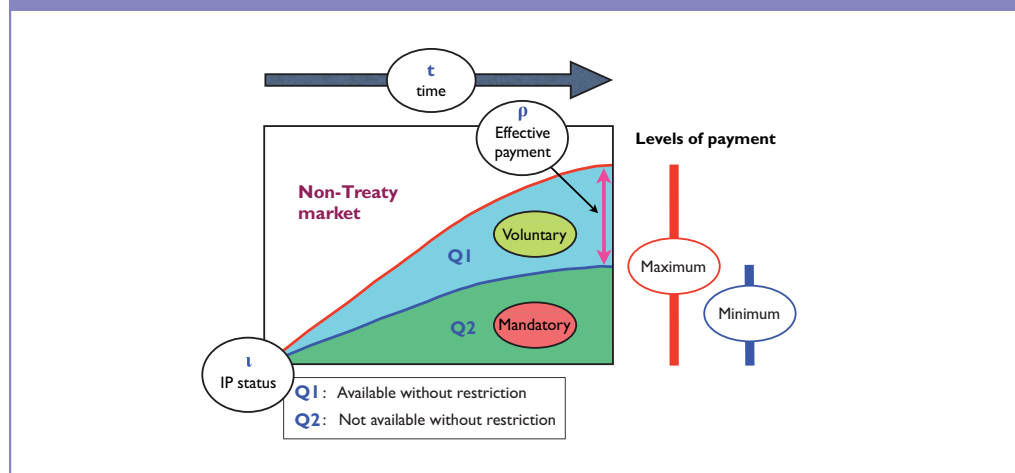 t
time
ρ
Effective
payment
Levels of payment
Non-Treaty
market
Voluntary
Q1
Maximum
Minimum
Q2
Mandatory
ι
IP status
Q1: Available without restriction
Q2: Not available without restriction